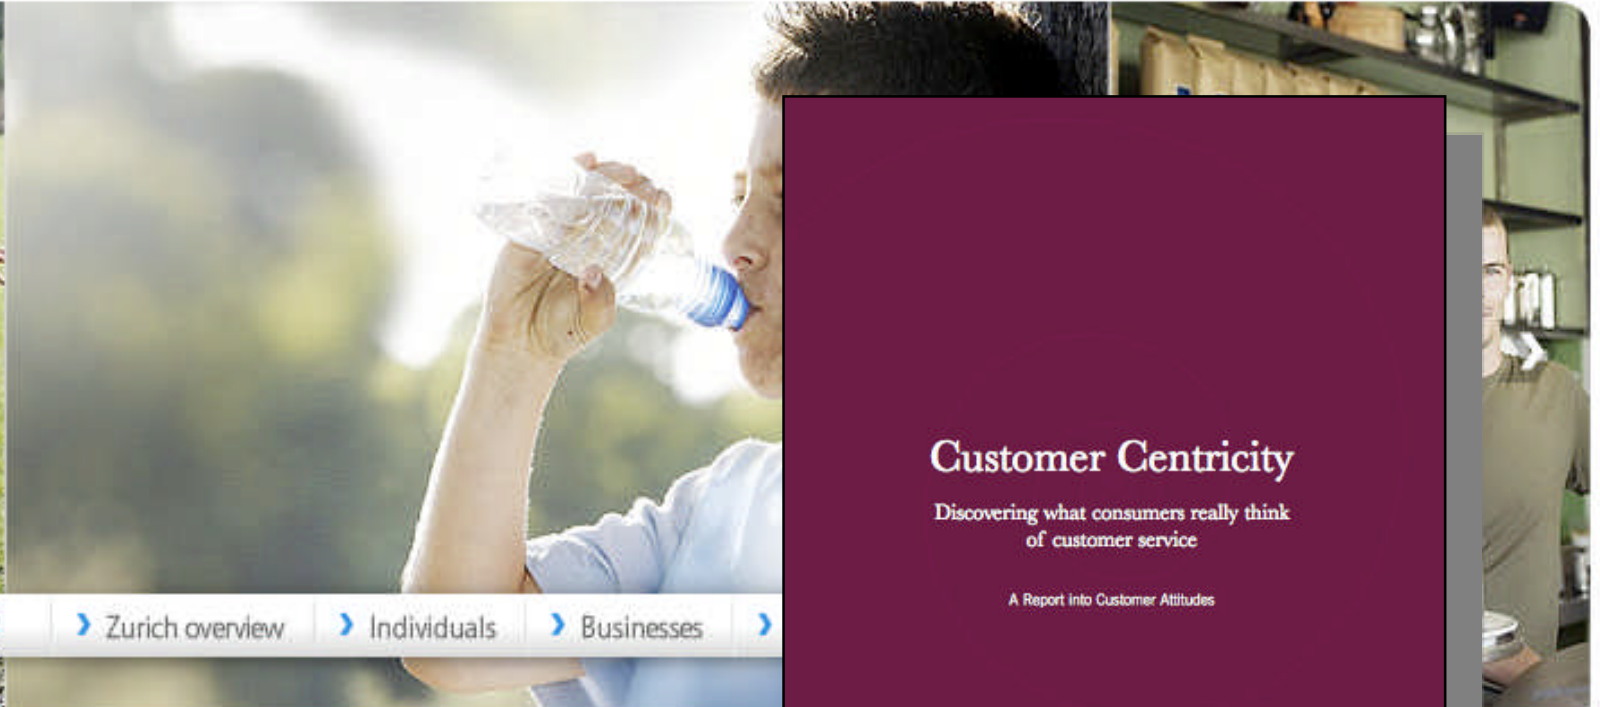 Customer Centricity
Discovering what consumers really think
of customer service
A Report into Customer Attitudes
Zurich overview
Individuals
Businesses